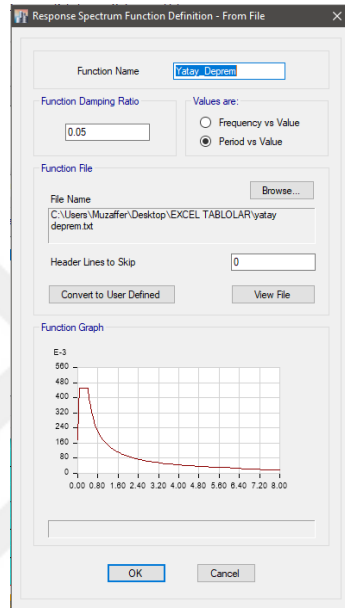 Response Spectrum Function Definition - From File
Function Name
Yatay_Deprem
Function Damping Ratio
Values are:
0.05
Frequency vs Value
Period vs Value
Function File
File Name
Browse...
C:\Users\Muzaffer\Desktop\EXCEL TABLOLAR\yatay
deprem.txt
Header Lines to Skip
0
Convert to User Defined
View File
Function Graph
E-3
560
480
400
320
240
160
80
0
0.00 0.80 1.60 2.40 3.20 4.00 4.80 5.60 6.40 7.20 8.00
OK
Cancel